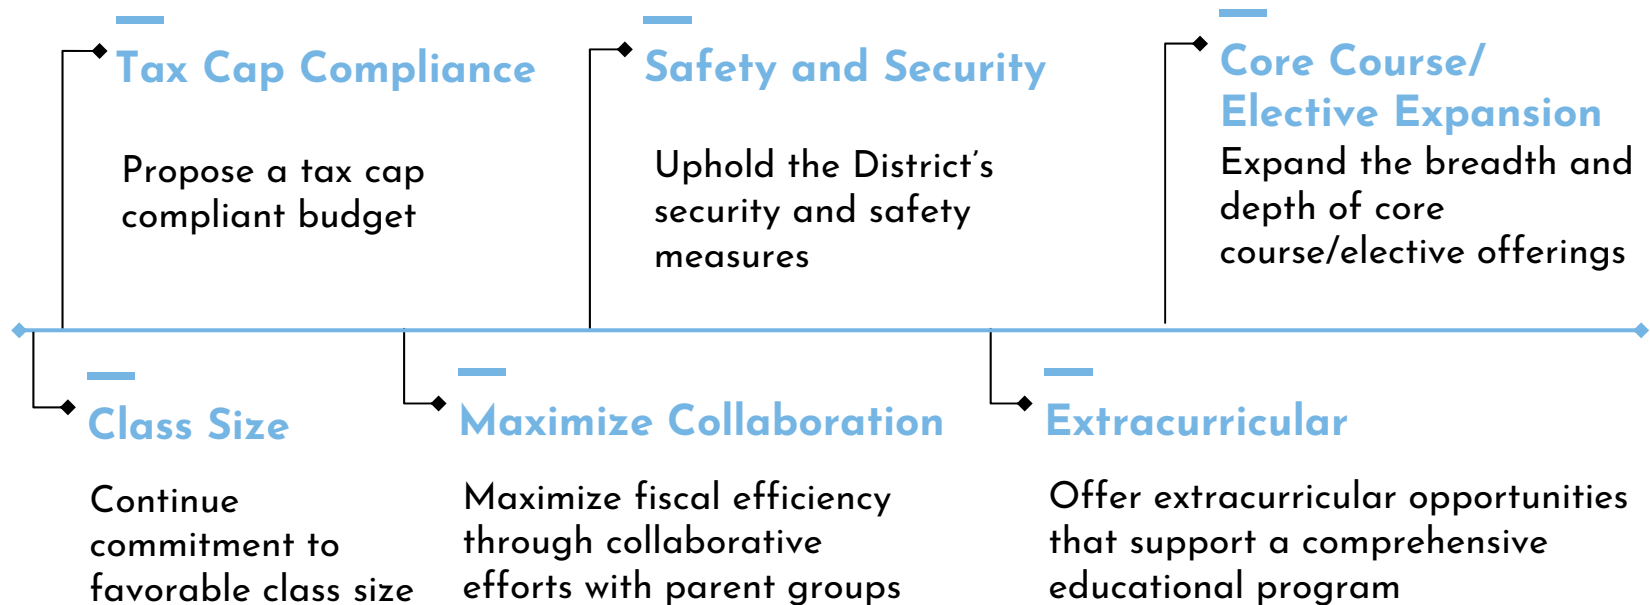 Tax Cap Compliance
Propose a tax cap
compliant budget
Safety and Security
Uphold the District’s
security and safety
measures
Core Course/
Elective Expansion
Expand the breadth and
depth of core
course/elective offerings
Class Size
Continue
commitment to
favorable class size
Maximize Collaboration
Maximize fiscal efficiency
through collaborative
efforts with parent groups
Extracurricular
Offer extracurricular opportunities
that support a comprehensive
educational program